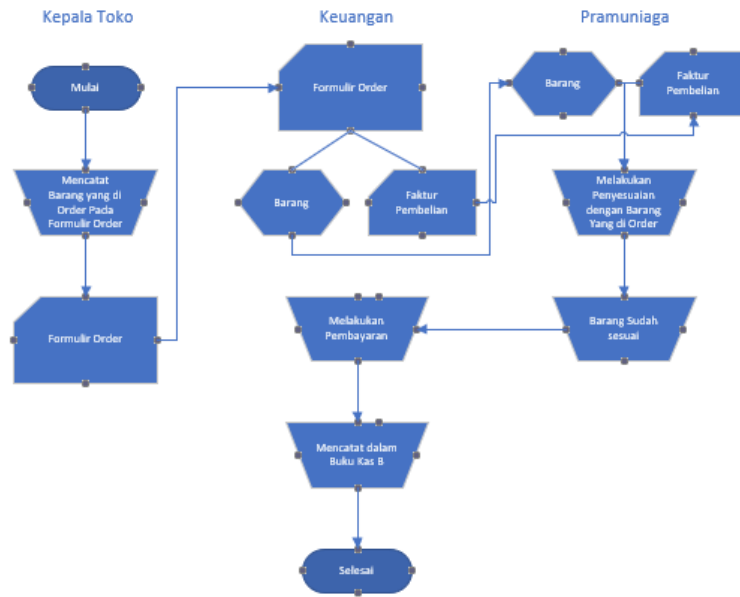 Kepala Toko
Keuangan
Pramuniaga
Mulai
Formulir Order
Barang
Faktur
Pembelian
Mencatat
Barang yang di
Order Pada
Formulir Order
Barang
Faktur
Pembelian
Melakukan
Penyesuaian
dengan Barang
Yang di Order
Formulir Order
Melakukan
Pembayaran
Barang Sudah
sesuai
Mencatat dalam
Buku Kas B
Selesai